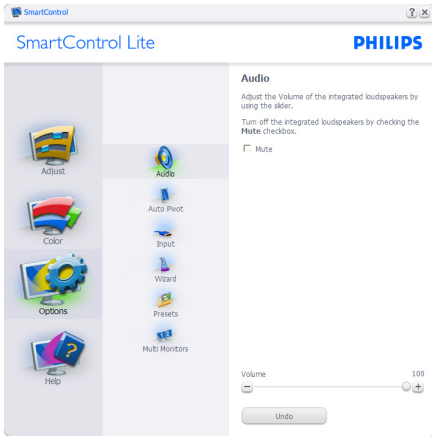 SmartControl
SmartControl Lite
PHILIPS
Adjust
Color
Options
Help
Audio
Auto Pivot
Input
Wizard
Presets
Multi Monitors
Audio
Adjust the Volume of the integrated loudspeakers by
using the slider.
Turn off the integrated loudspeakers by checking the
Mute checkbox.
Mute
Volume 100
Undo